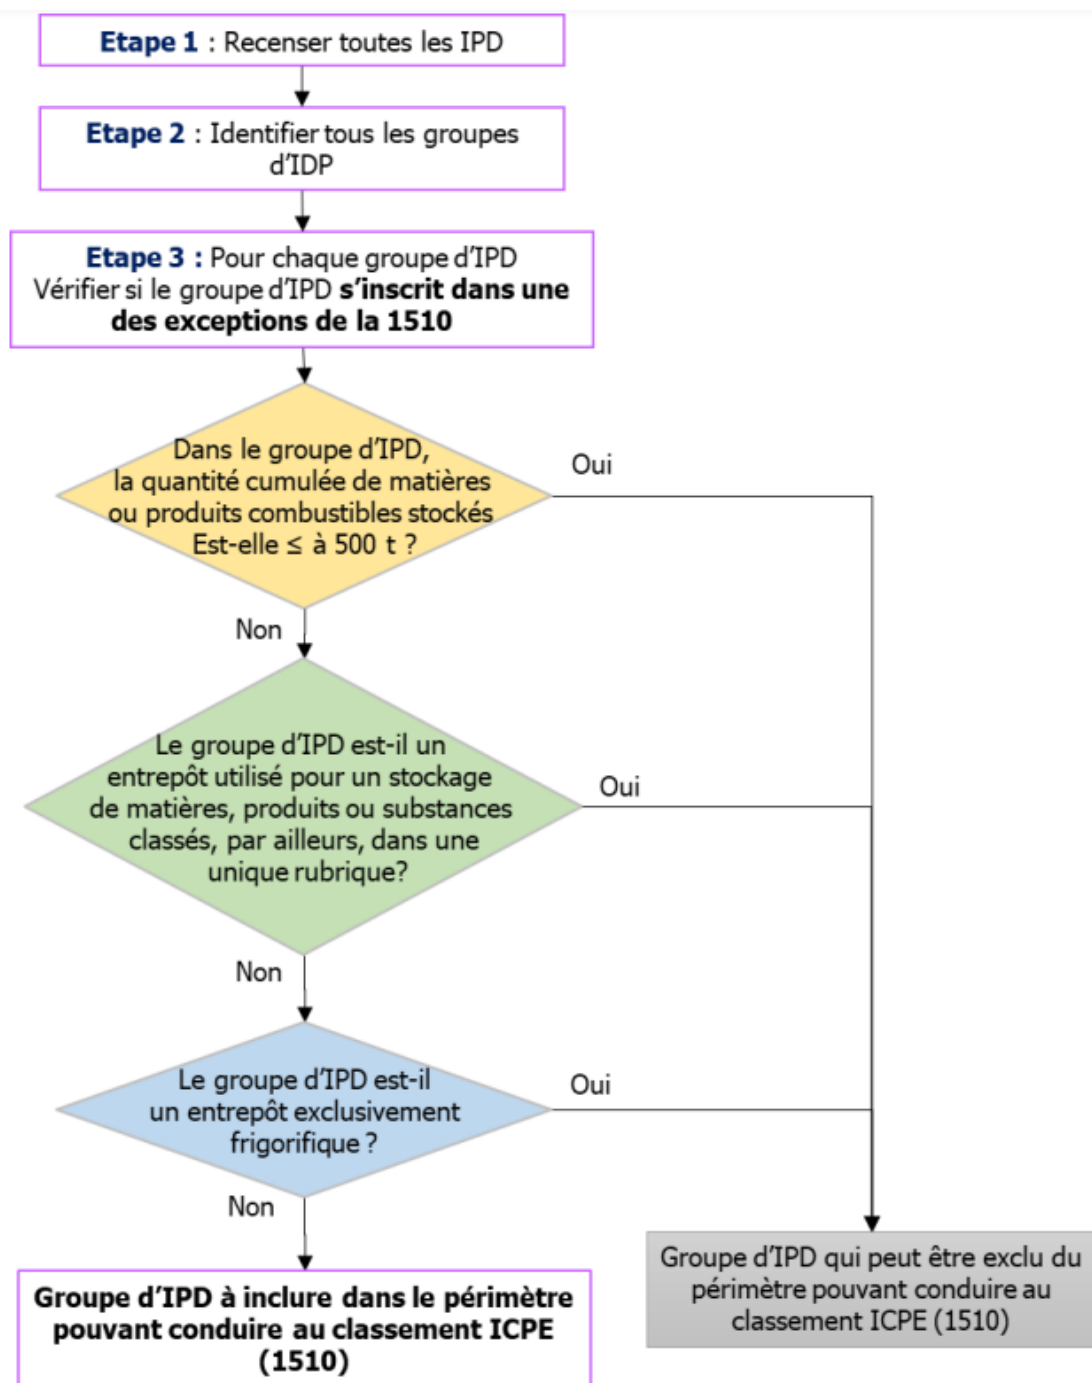 Etape 1 : Recenser toutes les IPD
Etape 2 : Identifier tous les groupes
d'IDP
Etape 3 : Pour chaque groupe d'IPD
Vérifier si le groupe d'IPD s'inscrit dans une
des exceptions de la 1510
Dans le groupe d'IPD,
la quantité cumulée de matières
ou produits combustibles stockés
Est-elle ≤ à 500 t ?
Oui
Non
Le groupe d'IPD est-il un
entrepôt utilisé pour un stockage
de matières, produits ou substances
classés, par ailleurs, dans une
unique rubrique?
Oui
Non
Le groupe d'IPD est-il
un entrepôt exclusivement
frigorifique ?
Oui
Non
Groupe d'IPD à inclure dans le périmètre
pouvant conduire au classement ICPE
(1510)
Groupe d'IPD qui peut être exclu du
périmètre pouvant conduire au
classement ICPE (1510)